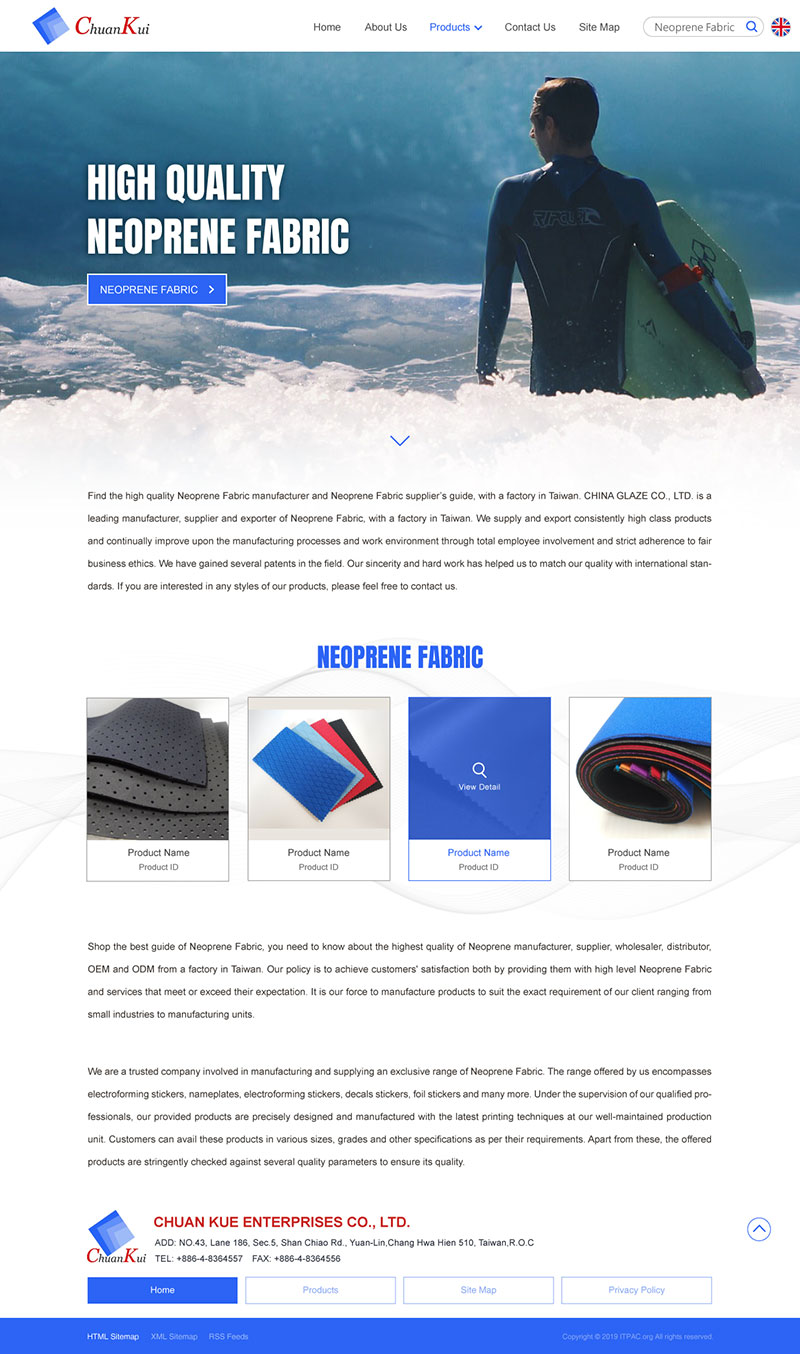 ChuanKui
Home About Us Products Contact Us Site Map Neoprene Fabric
RIPCURL
HIGH QUALITY
NEOPRENE FABRIC
NEOPRENE FABRIC
Find the high quality Neoprene Fabric manufacturer and Neoprene Fabric supplier's guide, with a factory in Taiwan. CHINA GLAZE CO., LTD. is a
leading manufacturer, supplier and exporter of Neoprene Fabric, with a factory in Taiwan. We supply and export consistently high class products
and continually improve upon the manufacturing processes and work environment through total employee involvement and strict adherence to fair
business ethics. We have gained several patents in the field. Our sincerity and hard work has helped us to match our quality with international stan-
dards. If you are interested in any styles of our products, please feel free to contact us.
NEOPRENE FABRIC
View Detail
Product Name Product Name Product Name Product Name
Product ID Product ID Product ID Product ID
Shop the best guide of Neoprene Fabric, you need to know about the highest quality of Neoprene manufacturer, supplier, wholesaler, distributor,
OEM and ODM from a factory in Taiwan. Our policy is to achieve customers' satisfaction both by providing them with high level Neoprene Fabric
and services that meet or exceed their expectation. It is our force to manufacture products to suit the exact requirement of our client ranging from
small industries to manufacturing units.
We are a trusted company involved in manufacturing and supplying an exclusive range of Neoprene Fabric. The range offered by us encompasses
electroforming stickers, nameplates, electroforming stickers, decals stickers, foil stickers and many more. Under the supervision of our qualified pro-
fessionals, our provided products are precisely designed and manufactured with the latest printing techniques at our well-maintained production
unit. Customers can avail these products in various sizes, grades and other specifications as per their requirements. Apart from these, the offered
products are stringently checked against several quality parameters to ensure its quality.
CHUAN KUE ENTERPRISES CO., LTD.
ADD: NO.43, Lane 186, Sec.5, Shan Chiao Rd., Yuan-Lin,Chang Hwa Hien 510, Taiwan,R.O.C
ChuanKui TEL: +886-4-8364557 FAX: +886-4-8364556
Home Products Site Map Privacy Policy
HTML Sitemap XML Sitemap RSS Feeds Copyright © 2019 ITPAC.org All rights reserved.